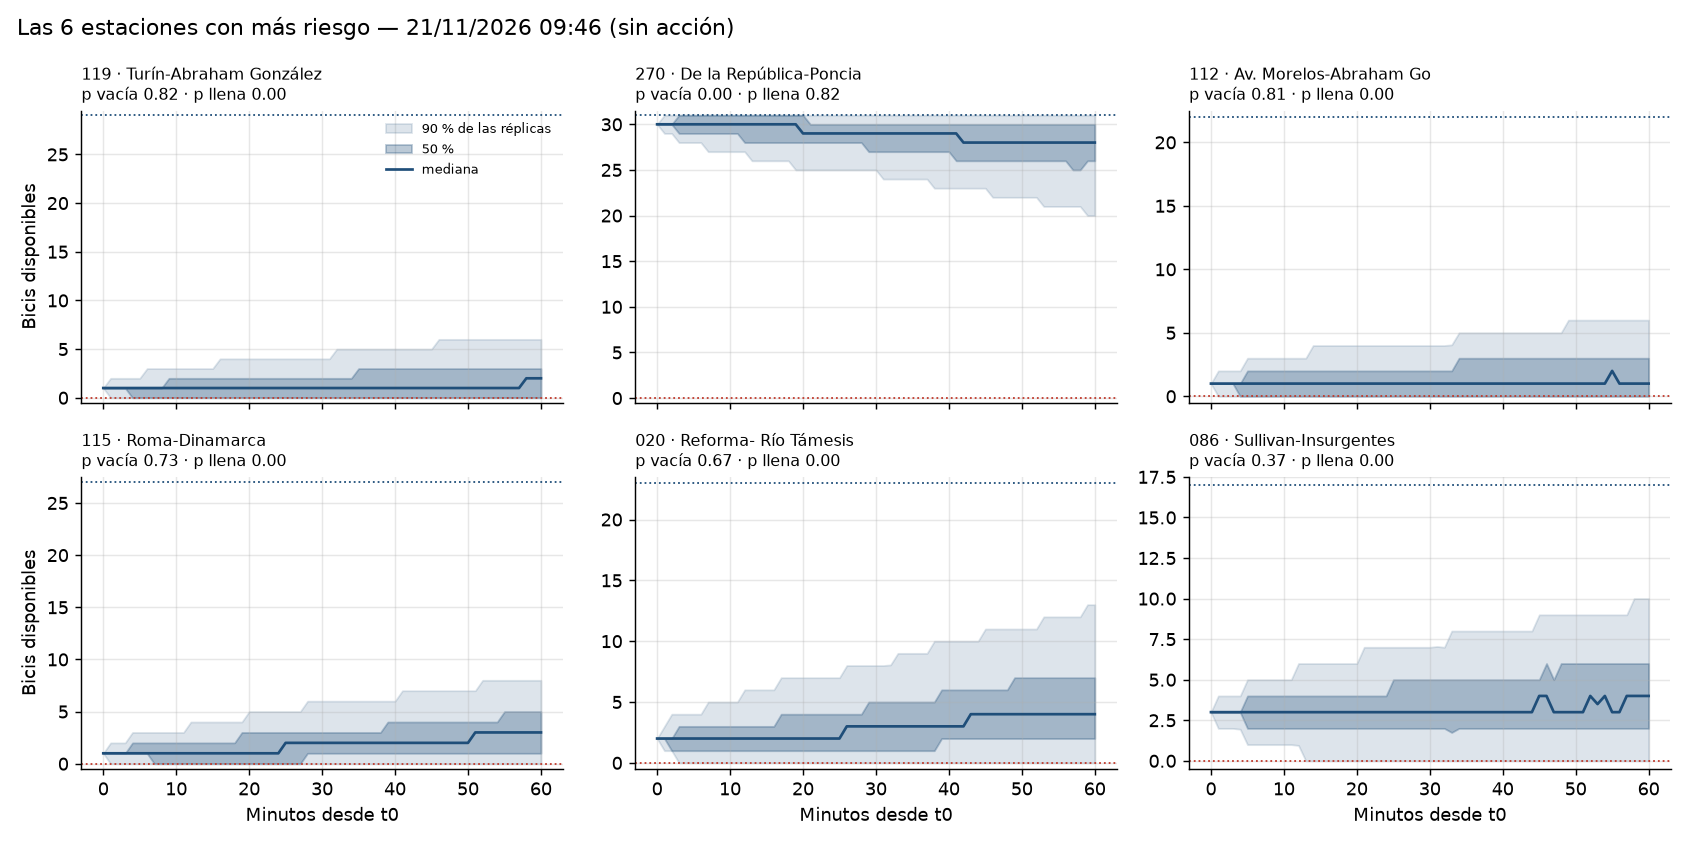 Las 6 estaciones con más riesgo — 21/11/2026 09:46 (sin acción)
119 · Turín-Abraham González
p vacía 0.82 · p llena 0.00
90 % de las réplicas
50 %
mediana
25
20
15
10
5
0
Bicis disponibles
270 · De la República-Poncia
p vacía 0.00 · p llena 0.82
30
25
20
15
10
5
0
112 · Av. Morelos-Abraham Go
p vacía 0.81 · p llena 0.00
20
15
10
5
0
115 · Roma-Dinamarca
p vacía 0.73 · p llena 0.00
25
20
15
10
5
0
Bicis disponibles
0 10 20 30 40 50 60
Minutos desde t0
020 · Reforma- Río Támesis
p vacía 0.67 · p llena 0.00
20
15
10
5
0
0 10 20 30 40 50 60
Minutos desde t0
086 · Sullivan-Insurgentes
p vacía 0.37 · p llena 0.00
17.5
15.0
12.5
10.0
7.5
5.0
2.5
0.0
0 10 20 30 40 50 60
Minutos desde t0